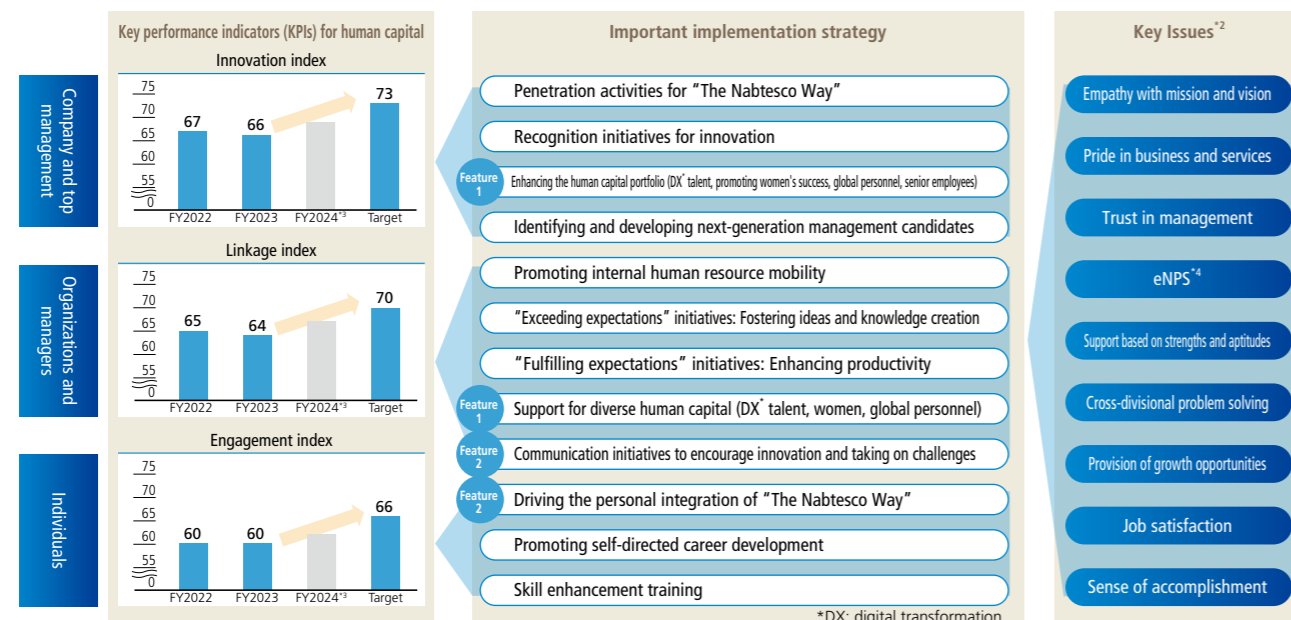 Key performance indicators (KPIs) for human capital
Important implementation strategy
Key Issues*2
Company and top
management
Innovation index
75
70
65
60
55
0
67
66
73
FY2022
FY2023
FY2024*3
Target
Penetration activities for "The Nabtesco Way"
Recognition initiatives for innovation
Feature
1
Enhancing the human capital portfolio (DX* talent, promoting women's success, global personnel, senior employees)
Identifying and developing next-generation management candidates
Organizations and
managers
Linkage index
75
70
65
60
55
0
65
64
70
FY2022
FY2023
FY2024*3
Target
Promoting internal human resource mobility
"Exceeding expectations" initiatives: Fostering ideas and knowledge creation
"Fulfilling expectations" initiatives: Enhancing productivity
Feature
1
Support for diverse human capital (DX* talent, women, global personnel)
Feature
2
Communication initiatives to encourage innovation and taking on challenges
Individuals
Engagement index
75
70
65
60
55
0
60
60
66
FY2022
FY2023
FY2024*3
Target
Feature
2
Driving the personal integration of "The Nabtesco Way"
Promoting self-directed career development
Skill enhancement training
*DX: digital transformation
Empathy with mission and vision
Pride in business and services
Trust in management
eNPS*4
Support based on strengths and aptitudes
Cross-divisional problem solving
Provision of growth opportunities
Job satisfaction
Sense of accomplishment